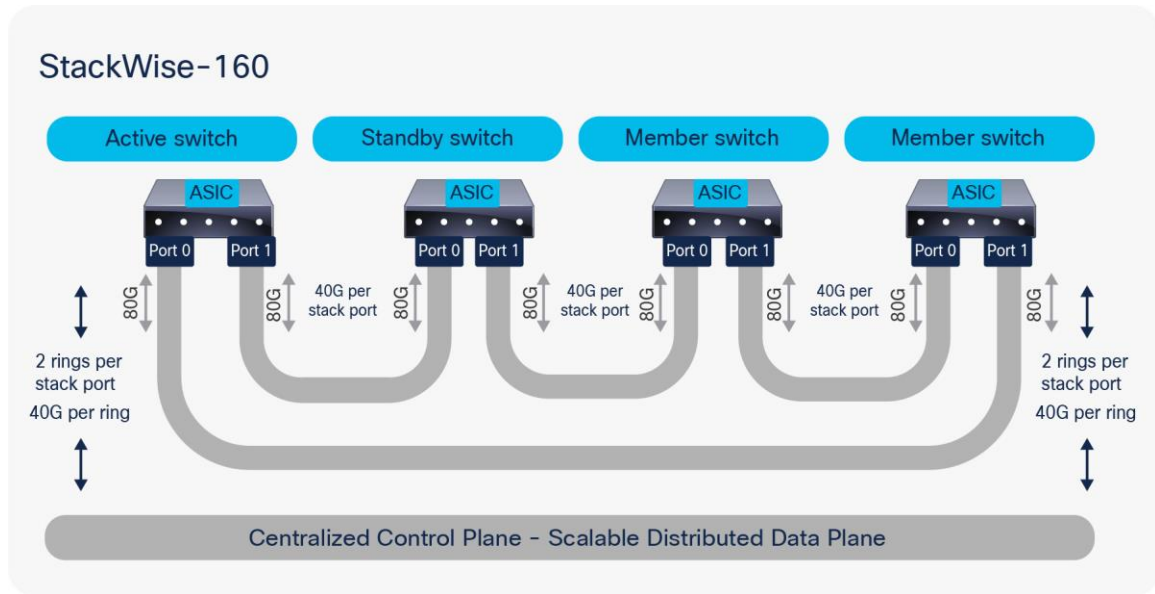 StackWise-160
Active switch
Standby switch
Member switch
Member switch
ASIC
ASIC
ASIC
ASIC
Port 0
Port 1
Port 0
Port 1
Port 0
Port 1
Port 0
Port 1
80G
80G
40G per
stack port
80G
80G
40G per
stack port
80G
80G
40G per
stack port
80G
80G
2 rings per
stack port
40G per ring
2 rings per
stack port
40G per ring
Centralized Control Plane - Scalable Distributed Data Plane